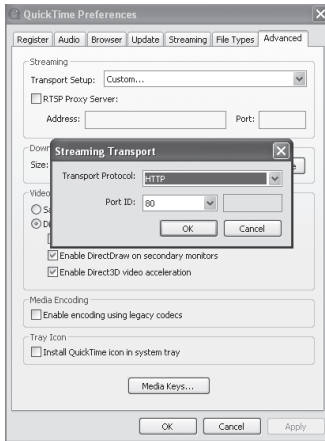 QuickTime Preferences
Register Audio Browser Update Streaming File Types Advanced
Streaming
Transport Setup: Custom...
RTSP Proxy Server:
Address: Port:
Streaming Transport
Size:
Transport Protocol: HTTP
Port ID: 80
OK Cancel
Video
Enable DirectDraw on secondary monitors
Enable Direct3D video acceleration
Media Encoding
Enable encoding using legacy codecs
Tray Icon
Install QuickTime icon in system tray
Media Keys...
OK Cancel Apply